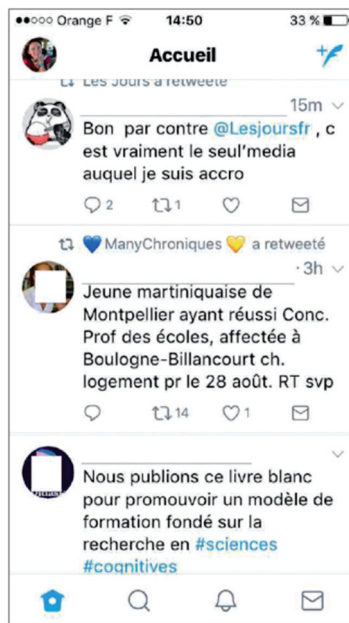 Orange F 14:50 33 %
Accueil
Les Jours a retweeté
15m
Bon par contre @Lesjoursfr , c
est vraiment le seul'media
auquel je suis accro
2 1
ManyChroniques a retweeté
· 3h
Jeune martiniquaise de
Montpellier ayant réussi Conc.
Prof des écoles, affectée à
Boulogne-Billancourt ch.
logement pr le 28 août. RT svp
14 1
Nous publions ce livre blanc
pour promouvoir un modèle de
formation fondé sur la
recherche en #sciences
#cognitives